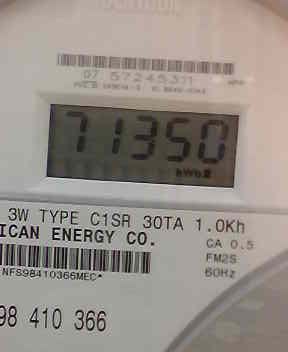 07 57245311
71350
kWh
3W TYPE C1SR 30TA 1.0Kh
ICAN ENERGY CO.
CA 0.5
FM2S
60Hz
NFS98410366MEC*
98 410 366